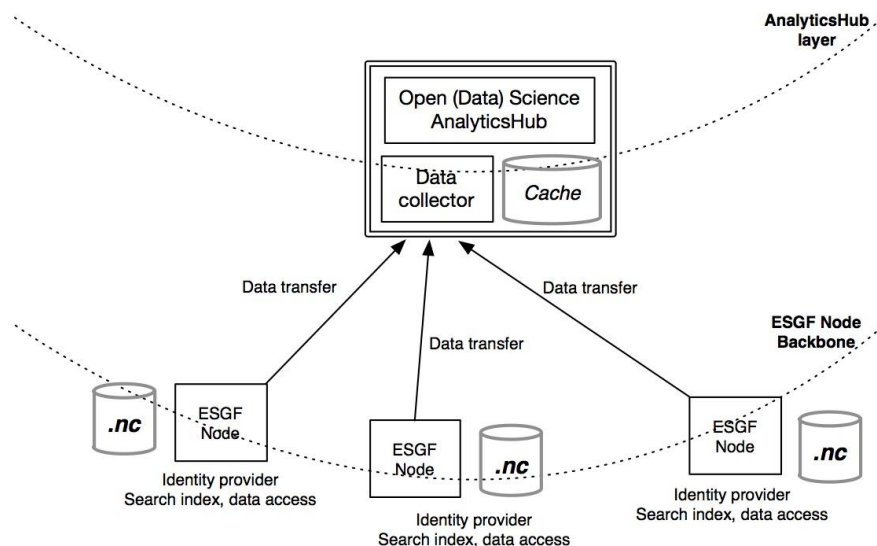 AnalyticsHub
layer
Open (Data) Science
AnalyticsHub
Data
collector
Cache
Data transfer
Data transfer
Data transfer
ESGF Node
Backbone
.nc
ESGF
Node
Identity provider
Search index, data access
ESGF
Node
.nc
Identity provider
Search index, data access
ESGF
Node
.nc
Identity provider
Search index, data access